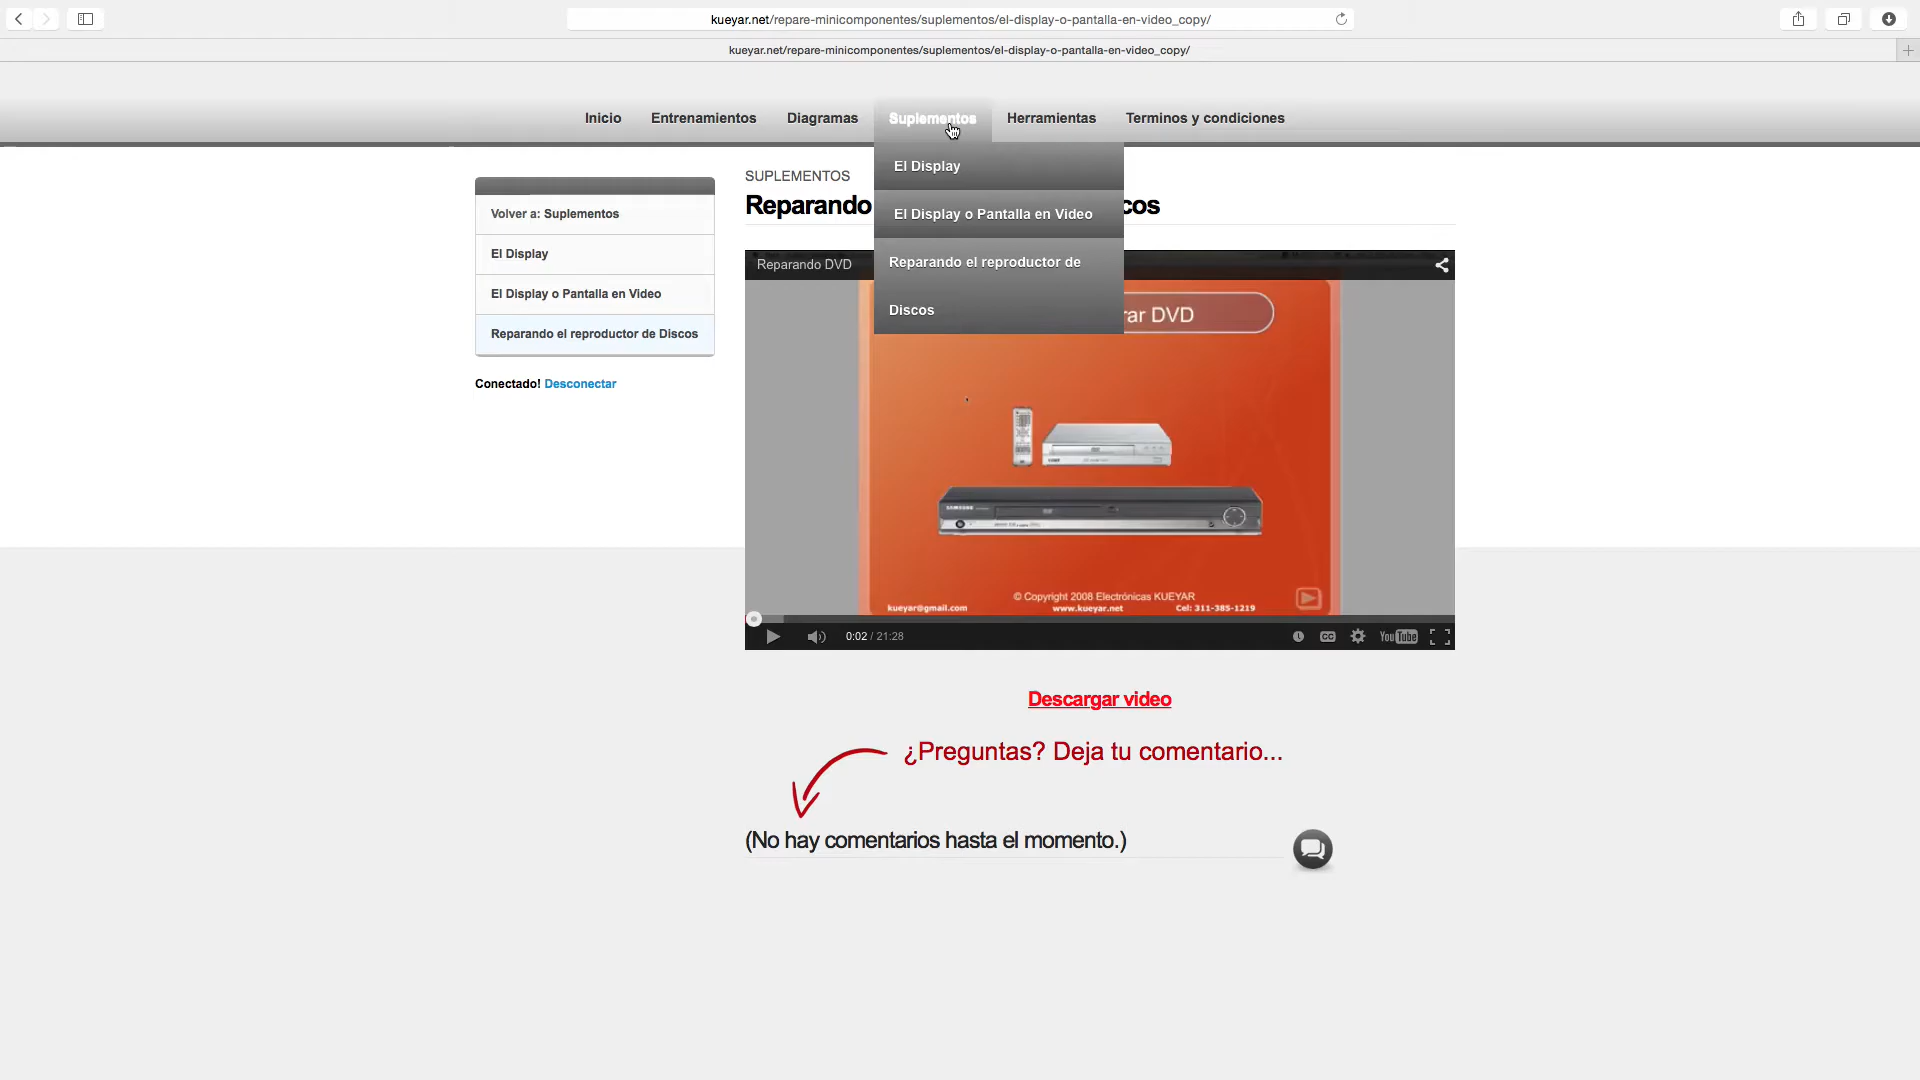 kueyar.net/repare-minicomponentes/suplementos/el-display-o-pantalla-en-video_copy/
kueyar.net/repare-minicomponentes/suplementos/el-display-o-pantalla-en-video_copy/
Inicio Entrenamientos Diagramas Suplementos Herramientas Terminos y condiciones
El Display
El Display o Pantalla en Video
Reparando el reproductor de
Discos
Volver a: Suplementos
El Display
El Display o Pantalla en Video
Reparando el reproductor de Discos
Conectado! Desconectar
SUPLEMENTOS
Reparando cos
Reparando DVD
rar DVD
SAMSUNG
© Copyright 2008 Electrónicas KUEYAR
kueyar@gmail.com www.kueyar.net Cel: 311-385-1219
0:02 / 21:28
CC
YouTube
Descargar video
¿Preguntas? Deja tu comentario...
(No hay comentarios hasta el momento.)